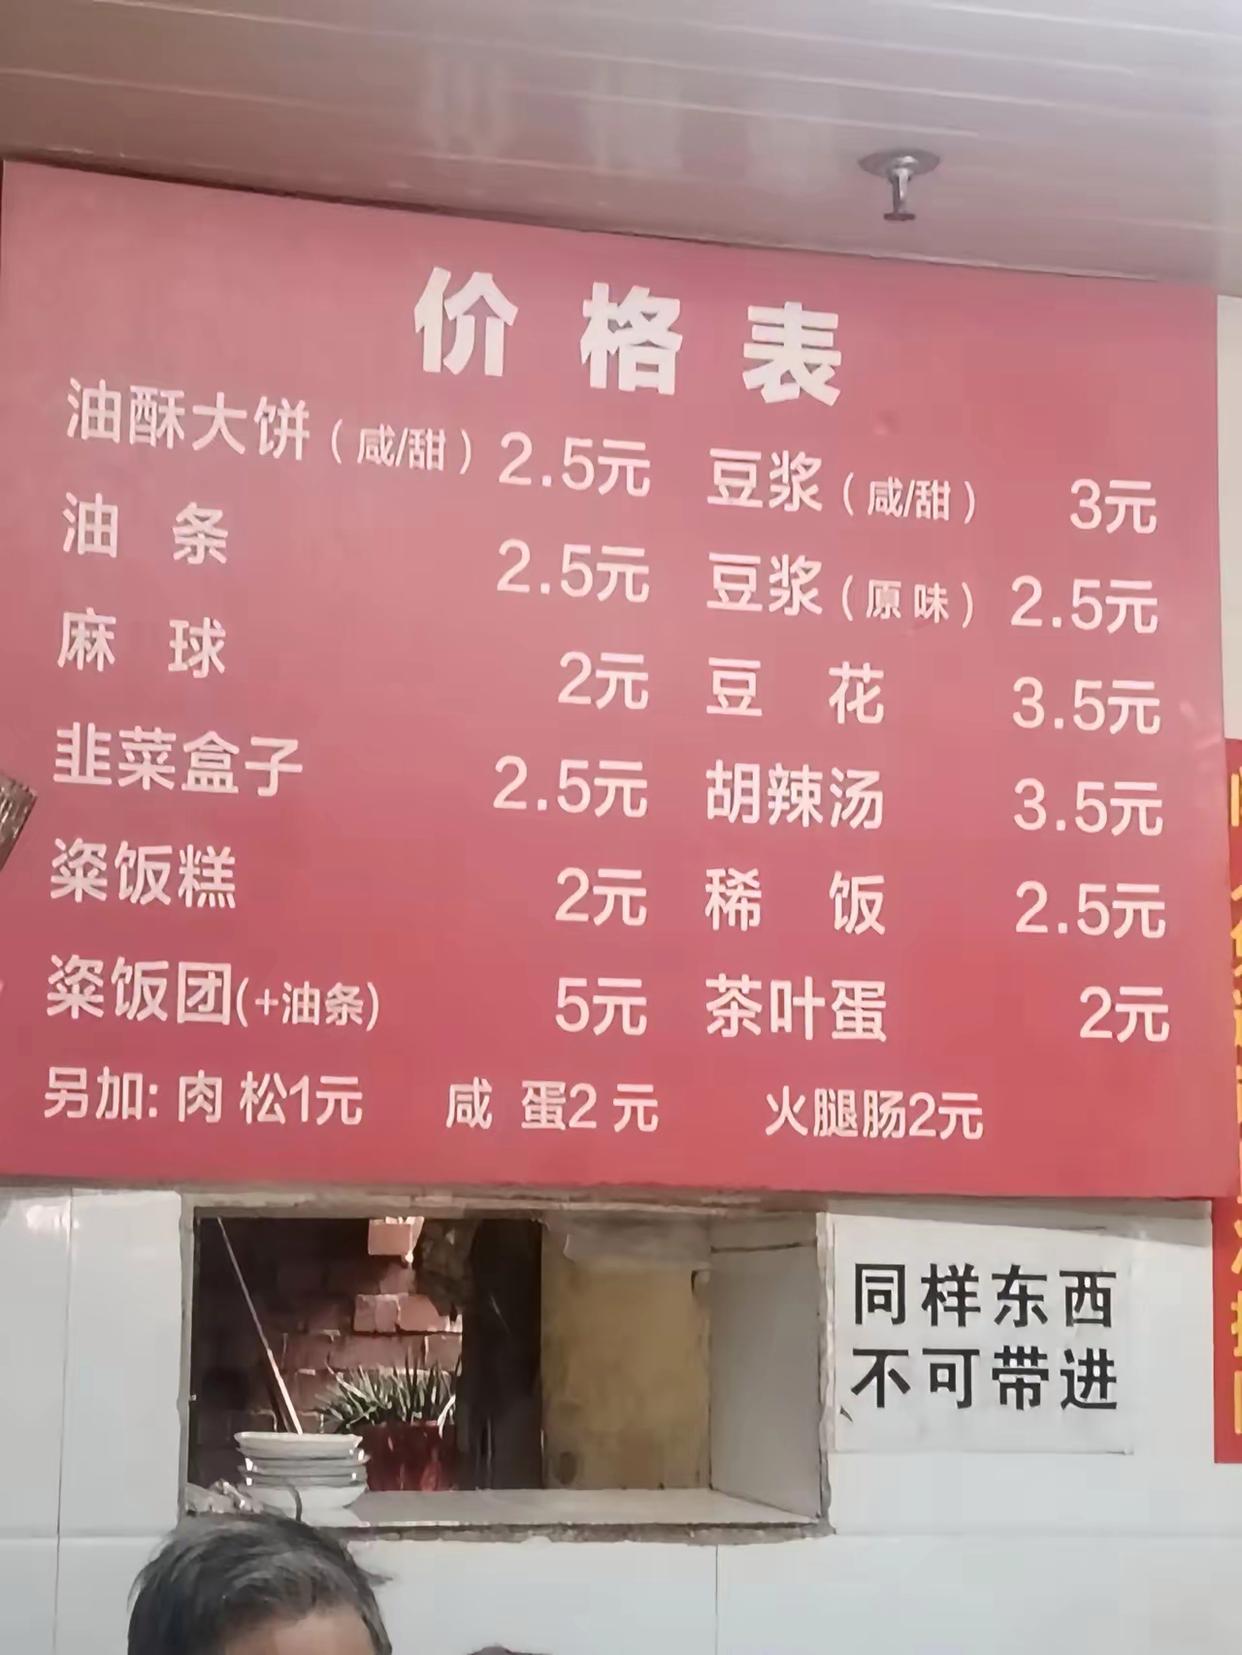 价格表
油酥大饼（咸/甜）2.5元 豆浆（咸/甜） 3元
油条 2.5元 豆浆（原味）2.5元
麻球 2元 豆花 3.5元
韭菜盒子 2.5元 胡辣汤 3.5元
粢饭糕 2元 稀饭 2.5元
粢饭团(+油条) 5元 茶叶蛋 2元
另加: 肉松1元 咸蛋2元 火腿肠2元
同样东西
不可带进